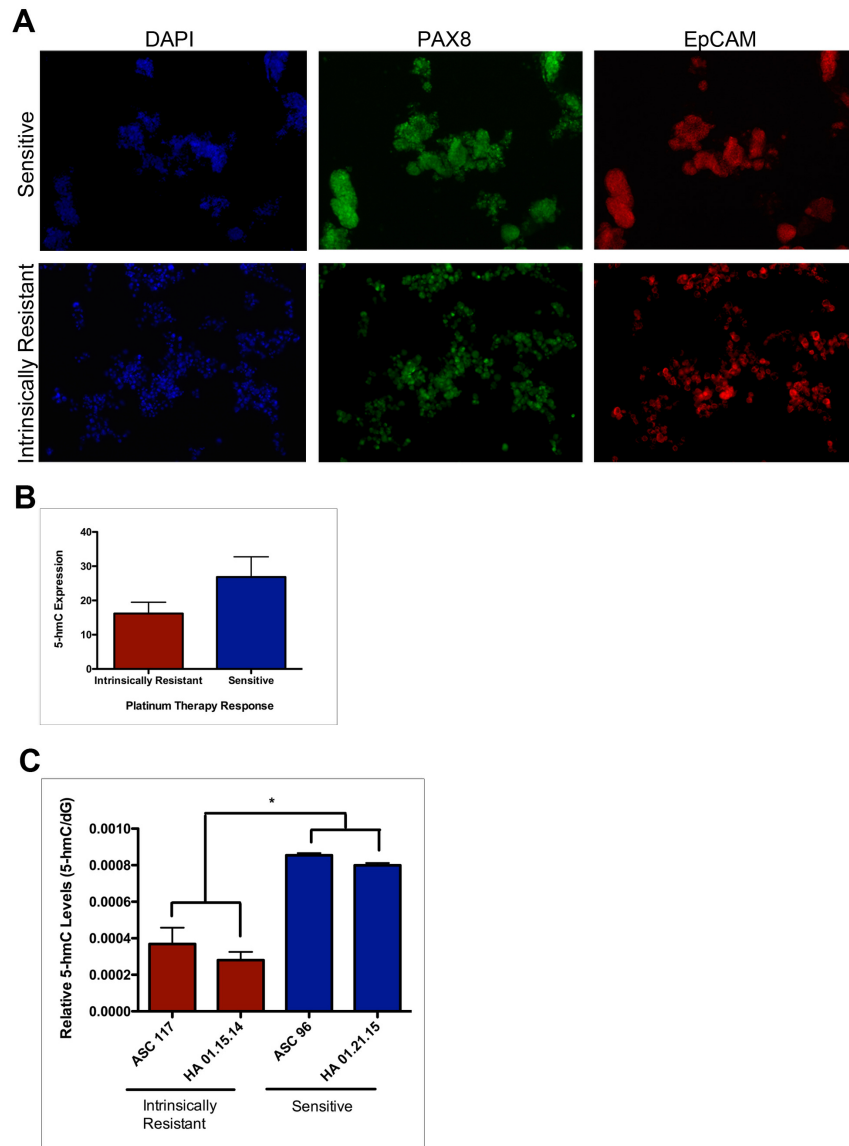 A
DAPI PAX8 EpCAM
Sensitive
Intrinsically Resistant
B
5-hmC Expression
40
30
20
10
0
Intrinsically Resistant Sensitive
Platinum Therapy Response
C
Relative 5-hmC Levels (5-hmC/dG)
*
0.0010
0.0008
0.0006
0.0004
0.0002
0.0000
ASC 117 HA 01.15.14 ASC 96 HA 01.21.15
Intrinsically Sensitive
Resistant